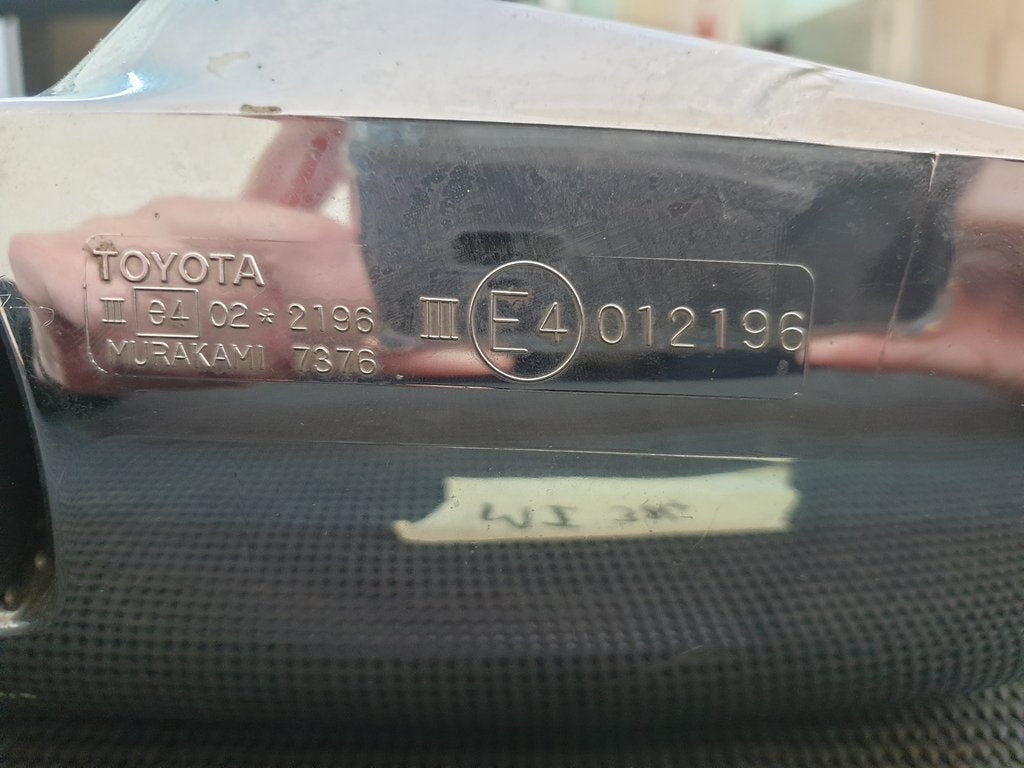 TOYOTA
III e4 02 * 2196
MURAKAMI 7376
III E4 012196